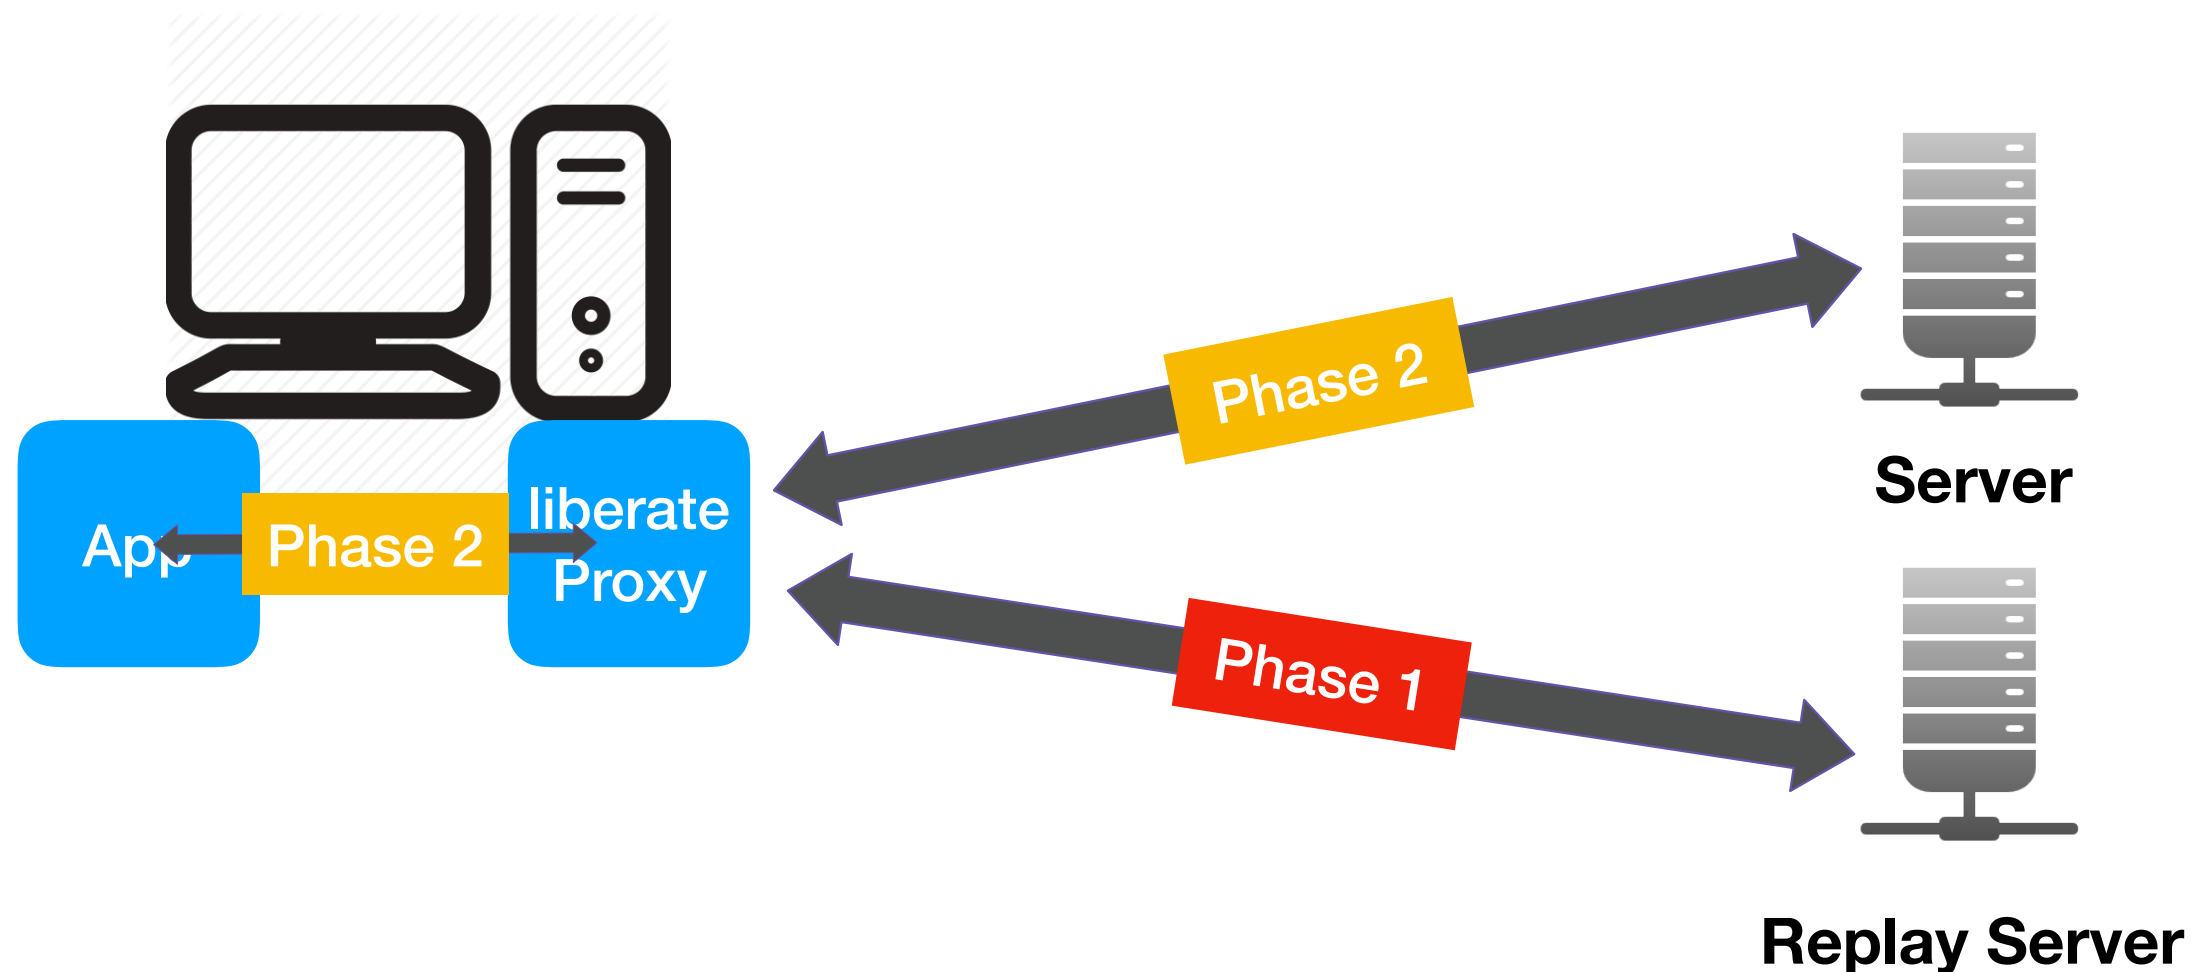 Phase 2
Server
App
Phase 2
liberate
Proxy
Phase 1
Replay Server